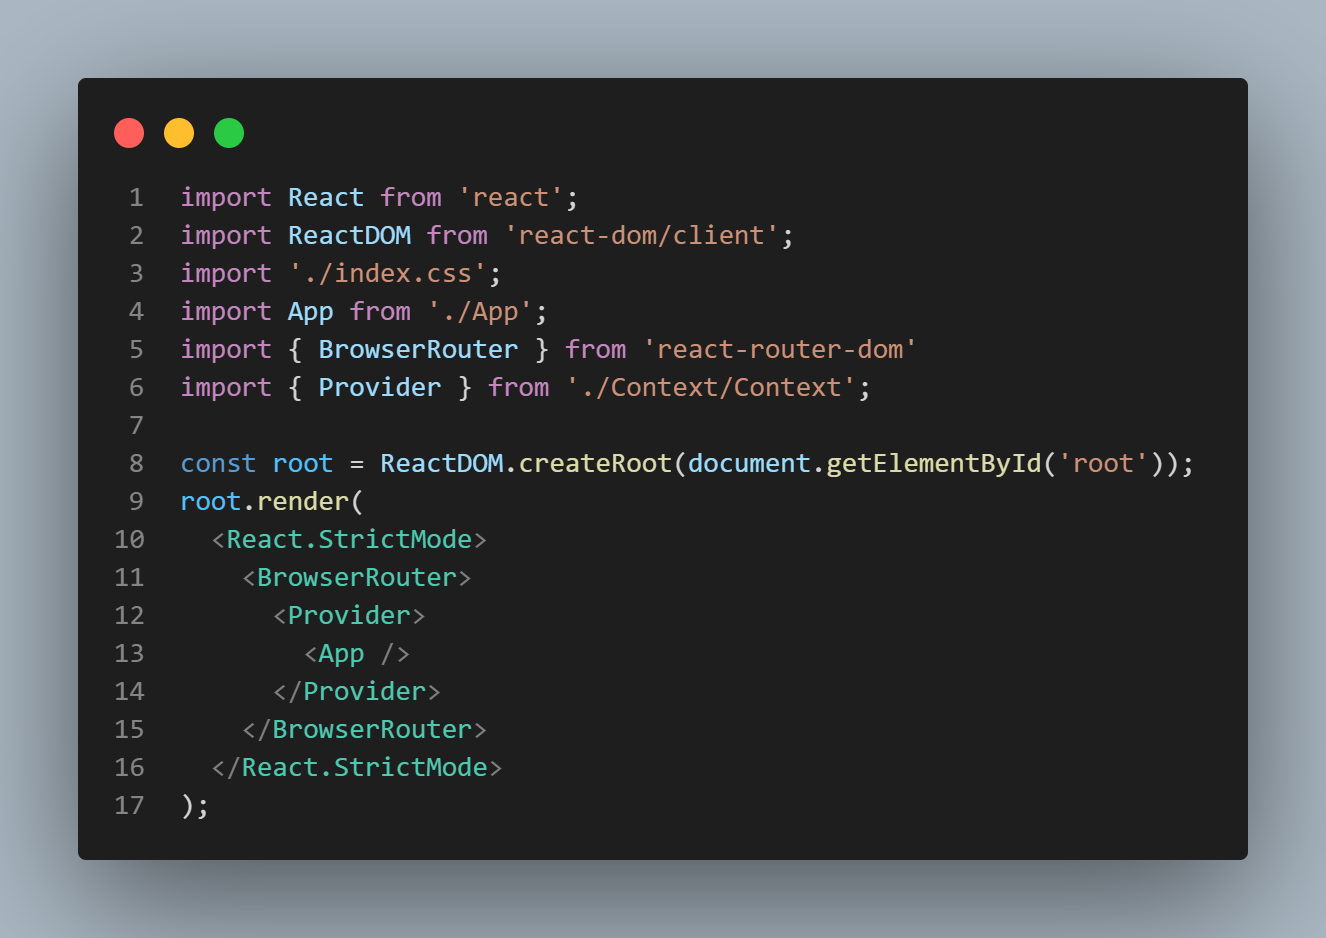 1 import React from 'react';
2 import ReactDOM from 'react-dom/client';
3 import './index.css';
4 import App from './App';
5 import { BrowserRouter } from 'react-router-dom'
6 import { Provider } from './Context/Context';
7
8 const root = ReactDOM.createRoot(document.getElementById('root'));
9 root.render(
10   <React.StrictMode>
11     <BrowserRouter>
12       <Provider>
13         <App />
14       </Provider>
15     </BrowserRouter>
16   </React.StrictMode>
17 );